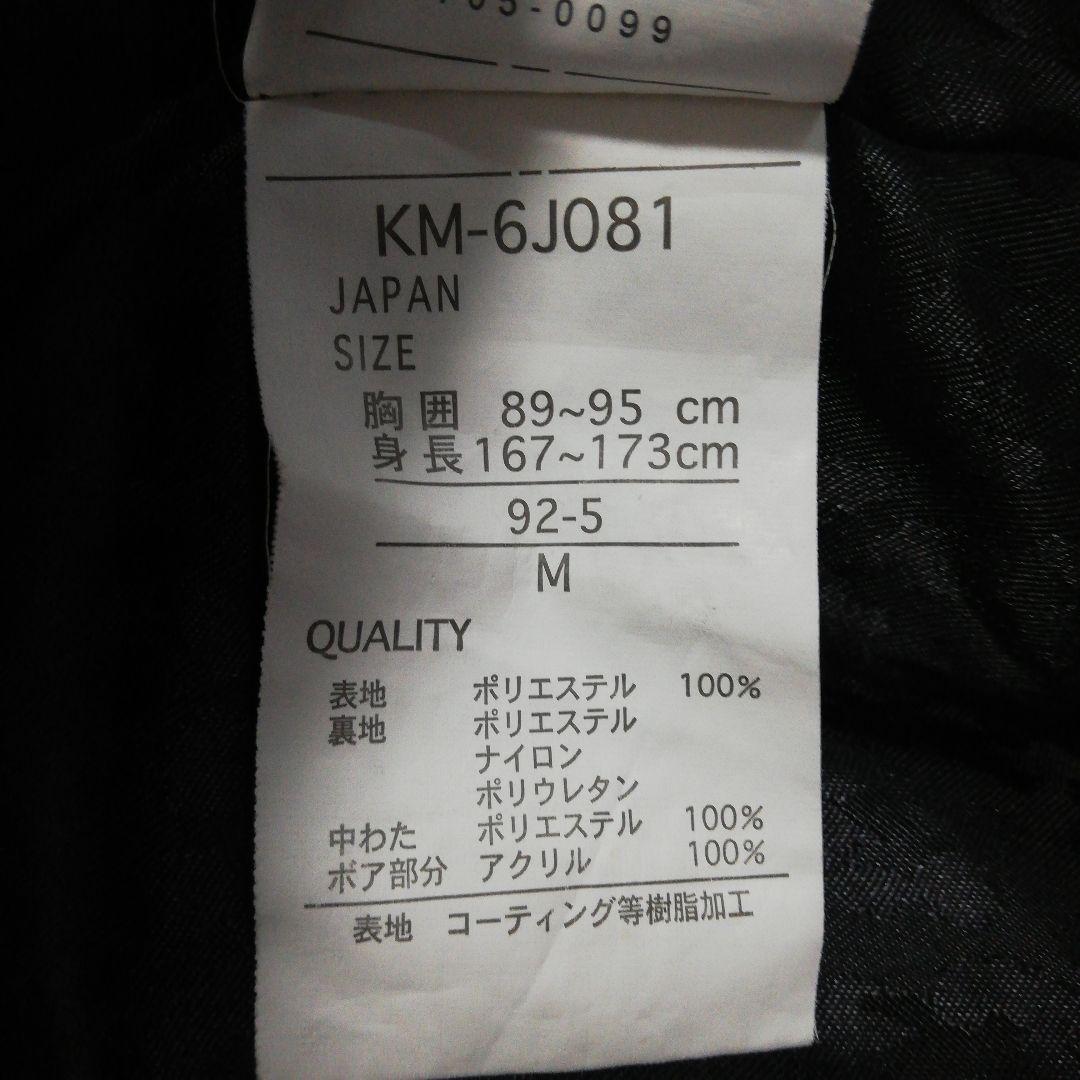 05-0099
KM-6J081
JAPAN
SIZE
胸囲 89~95 cm
身長 167~173cm
92-5
M
QUALITY
表地 ポリエステル 100%
裏地 ポリエステル
ナイロン
ポリウレタン
中わた ポリエステル 100%
ボア部分 アクリル 100%
表地 コーティング等樹脂加工